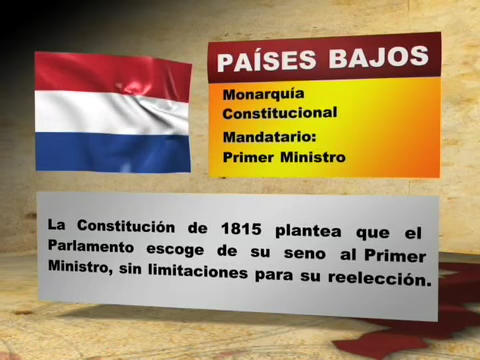 PAÍSES BAJOS
Monarquía
Constitucional
Mandatario:
Primer Ministro
La Constitución de 1815 plantea que el
Parlamento escoge de su seno al Primer
Ministro, sin limitaciones para su reelección.